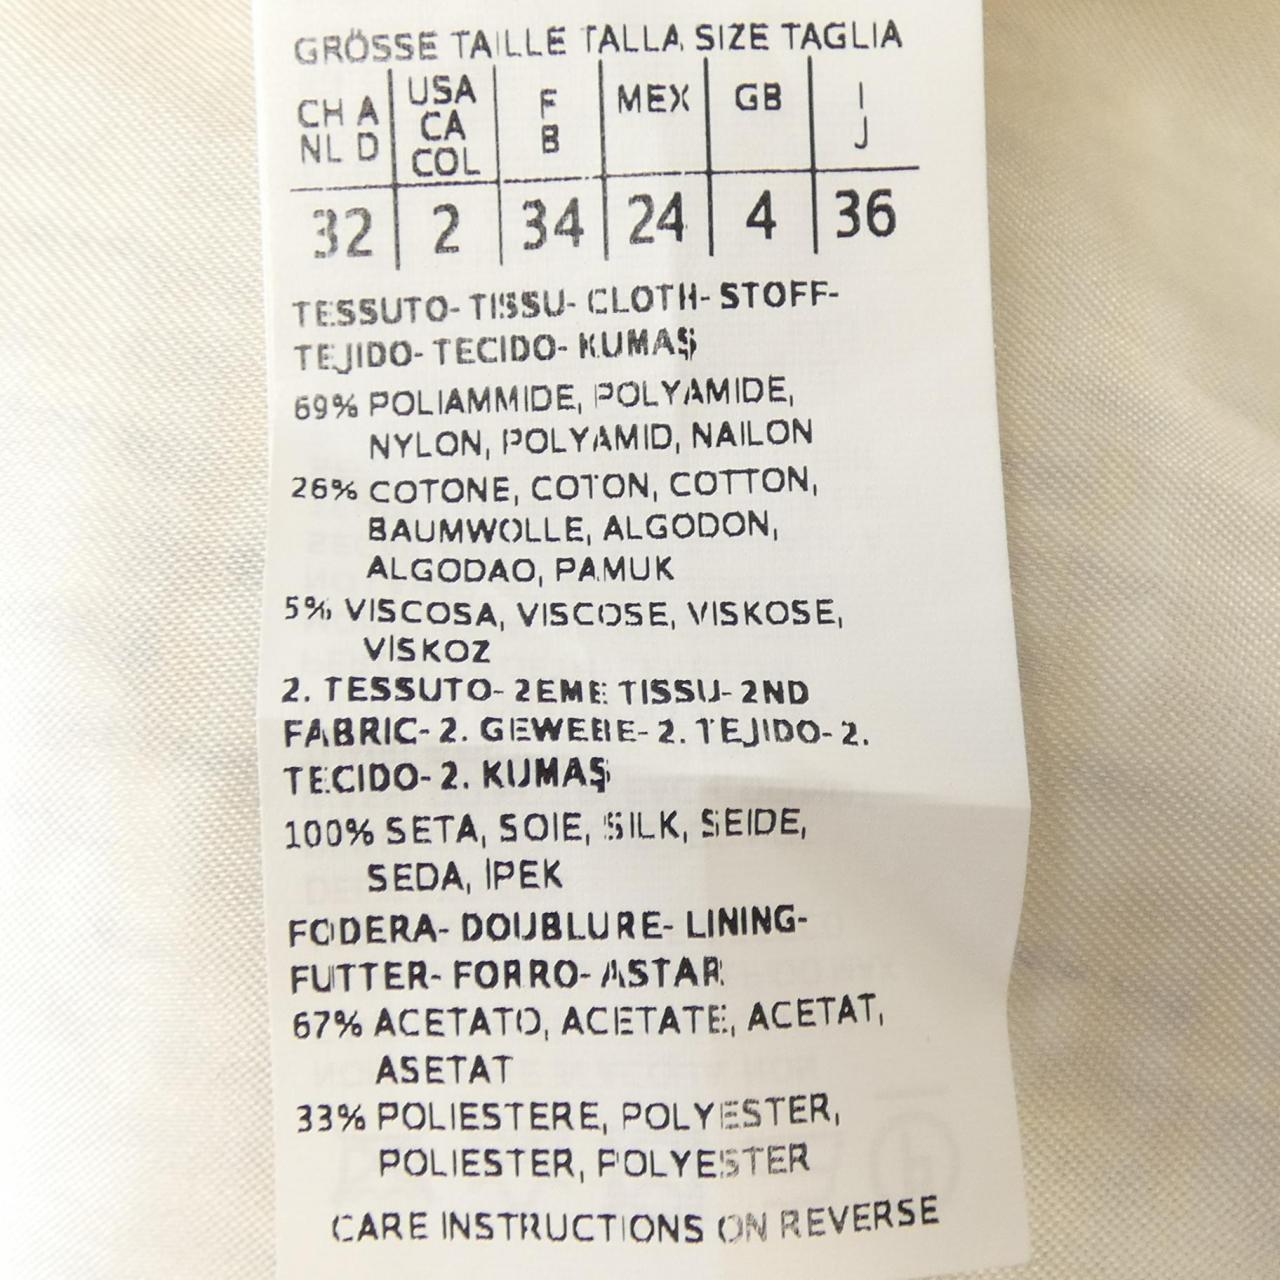 GRÖSSE TAILLE TALLA SIZE TAGLIA
CH A NL D USA CA COL F B MEX GB I J
32 2 34 24 4 36
TESSUTO- TISSU- CLOTH- STOFF-
TEJIDO- TECIDO- KUMAŞ
69% POLIAMMIDE, POLYAMIDE,
NYLON, POLYAMID, NAILON
26% COTONE, COTON, COTTON,
BAUMWOLLE, ALGODON,
ALGODAO, PAMUK
5% VISCOSA, VISCOSE, VISKOSE,
VİSKOZ
2. TESSUTO- 2EME TISSU- 2ND
FABRIC- 2. GEWEBE- 2. TEJIDO- 2.
TECIDO- 2. KUMAŞ
100% SETA, SOIE, SILK, SEIDE,
SEDA, İPEK
FODERA- DOUBLURE- LINING-
FUTTER- FORRO- ASTAR
67% ACETATO, ACETATE, ACETAT,
ASETAT
33% POLIESTERE, POLYESTER,
POLIESTER, POLYESTER
CARE INSTRUCTIONS ON REVERSE